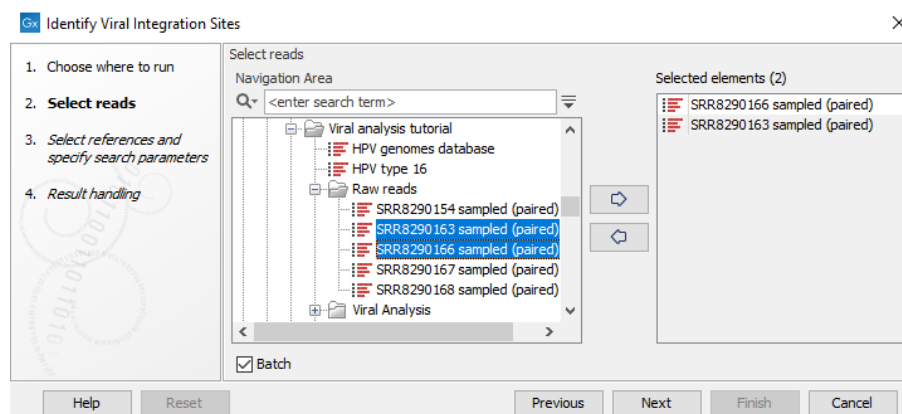 Gx Identify Viral Integration Sites
1. Choose where to run
2. Select reads
3. Select references and
specify search parameters
4. Result handling
Select reads
Navigation Area
<enter search term>
Viral analysis tutorial
HPV genomes database
HPV type 16
Raw reads
SRR8290154 sampled (paired)
SRR8290163 sampled (paired)
SRR8290166 sampled (paired)
SRR8290167 sampled (paired)
SRR8290168 sampled (paired)
Viral Analysis
Batch
Selected elements (2)
SRR8290166 sampled (paired)
SRR8290163 sampled (paired)
Help
Reset
Previous
Next
Finish
Cancel